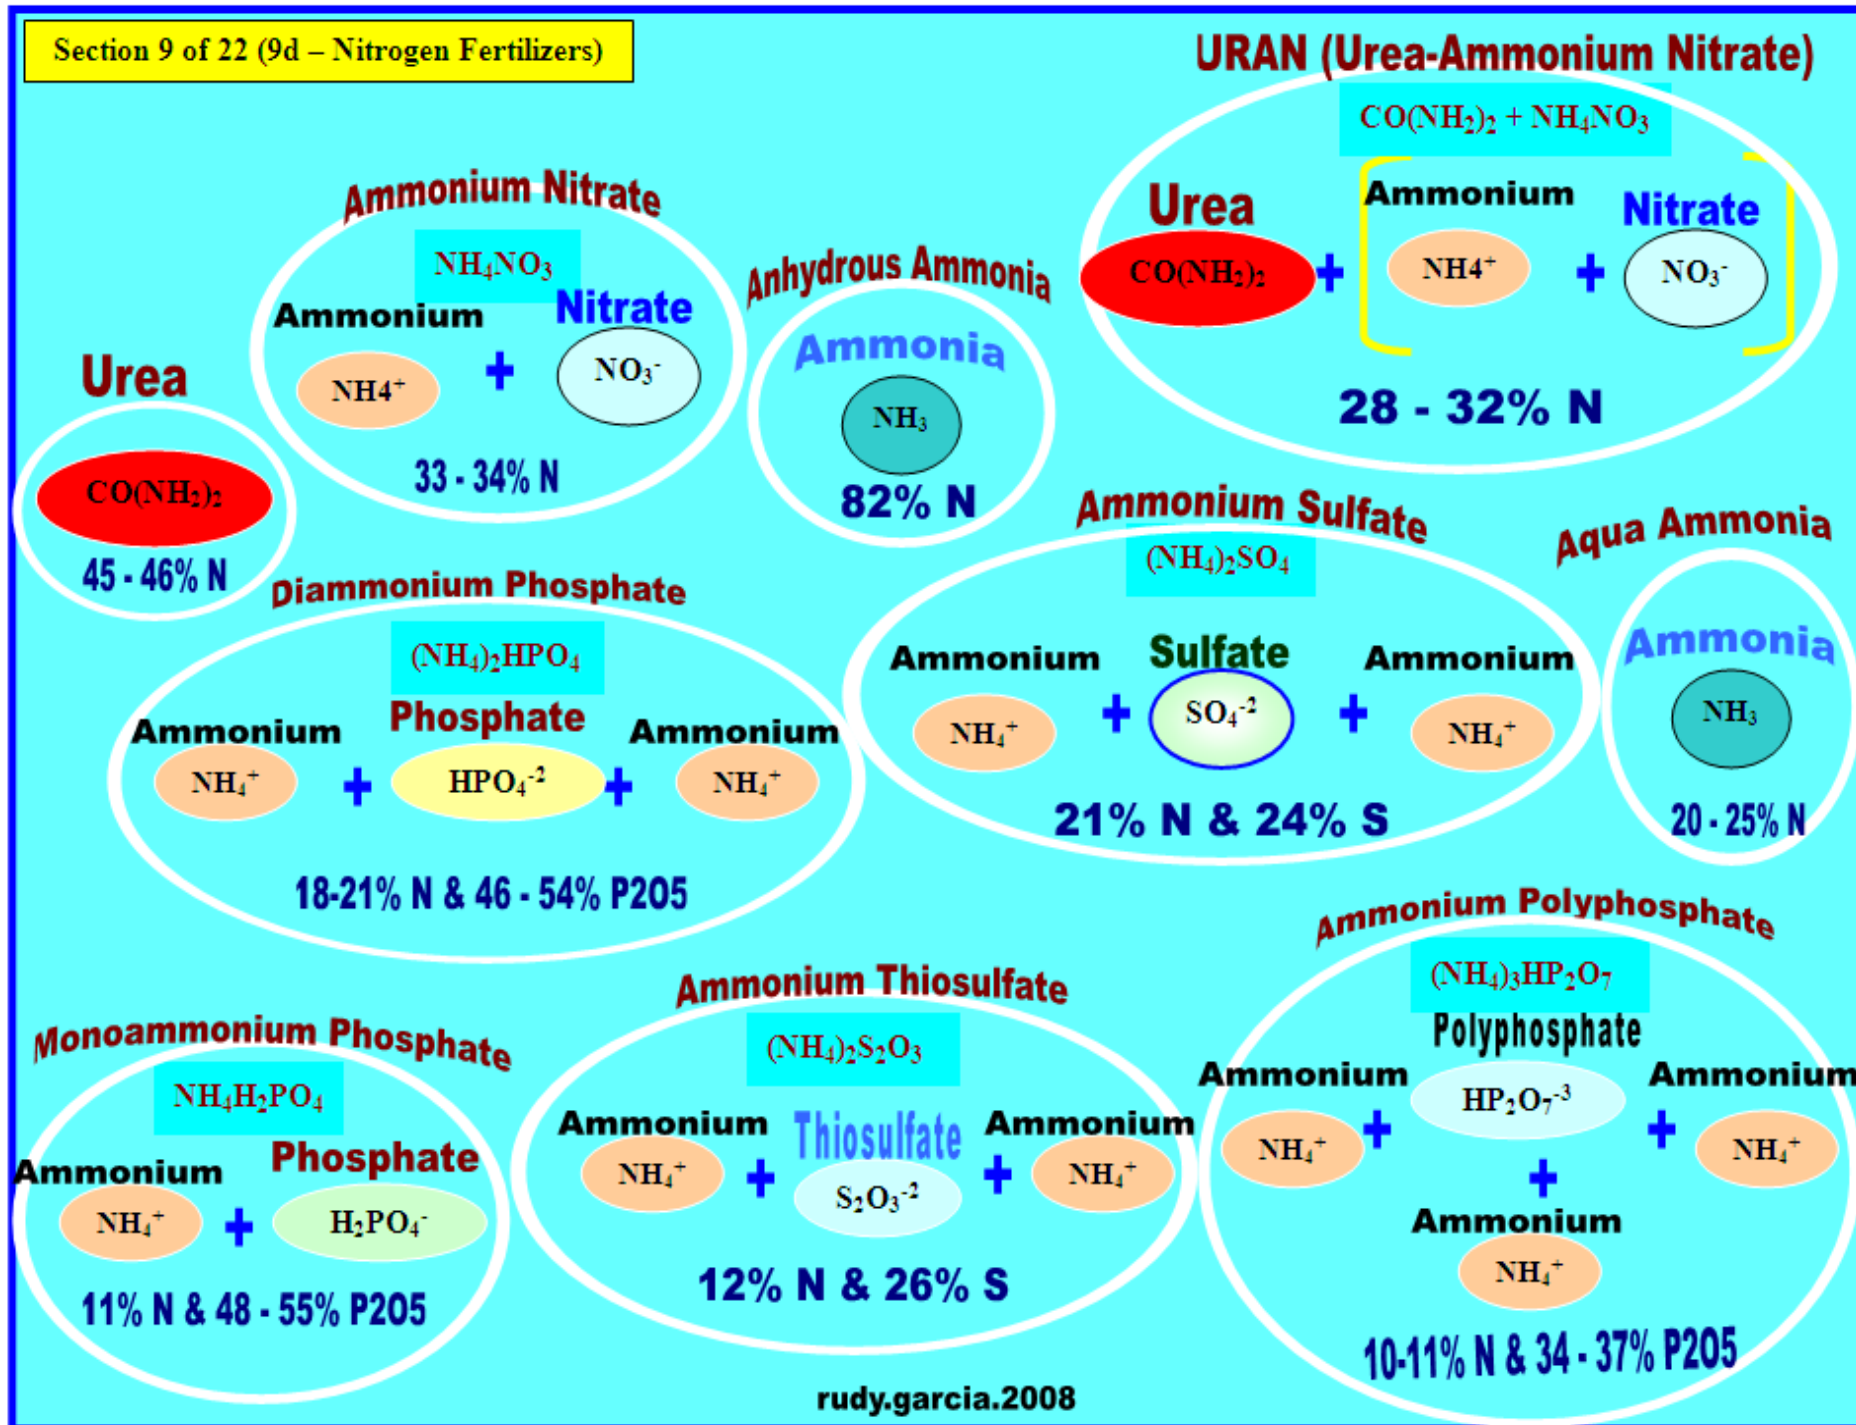 Section 9 of 22 (9d – Nitrogen Fertilizers)
URAN (Urea-Ammonium Nitrate)
CO(NH₂)₂ + NH₄NO₃
Urea
Ammonium
Nitrate
CO(NH₂)₂
+
NH4⁺
+
NO₃⁻
28 - 32% N
Ammonium Nitrate
NH₄NO₃
Ammonium
Nitrate
NH4⁺
+
NO₃⁻
33 - 34% N
Anhydrous Ammonia
Ammonia
NH₃
82% N
Urea
CO(NH₂)₂
45 - 46% N
Ammonium Sulfate
(NH₄)₂SO₄
Ammonium
Sulfate
Ammonium
NH₄⁺
+
SO₄⁻²
+
NH₄⁺
21% N & 24% S
Aqua Ammonia
Ammonia
NH₃
20 - 25% N
Diammonium Phosphate
(NH₄)₂HPO₄
Ammonium
Phosphate
Ammonium
NH₄⁺
+
HPO₄⁻²
+
NH₄⁺
18-21% N & 46 - 54% P2O5
Ammonium Polyphosphate
(NH₄)₃HP₂O₇
Polyphosphate
Ammonium
Ammonium
NH₄⁺
+
HP₂O₇⁻³
+
NH₄⁺
+
Ammonium
NH₄⁺
10-11% N & 34 - 37% P2O5
Ammonium Thiosulfate
(NH₄)₂S₂O₃
Ammonium
Thiosulfate
Ammonium
NH₄⁺
+
S₂O₃⁻²
+
NH₄⁺
12% N & 26% S
Monoammonium Phosphate
NH₄H₂PO₄
Ammonium
Phosphate
NH₄⁺
+
H₂PO₄⁻
11% N & 48 - 55% P2O5
rudy.garcia.2008